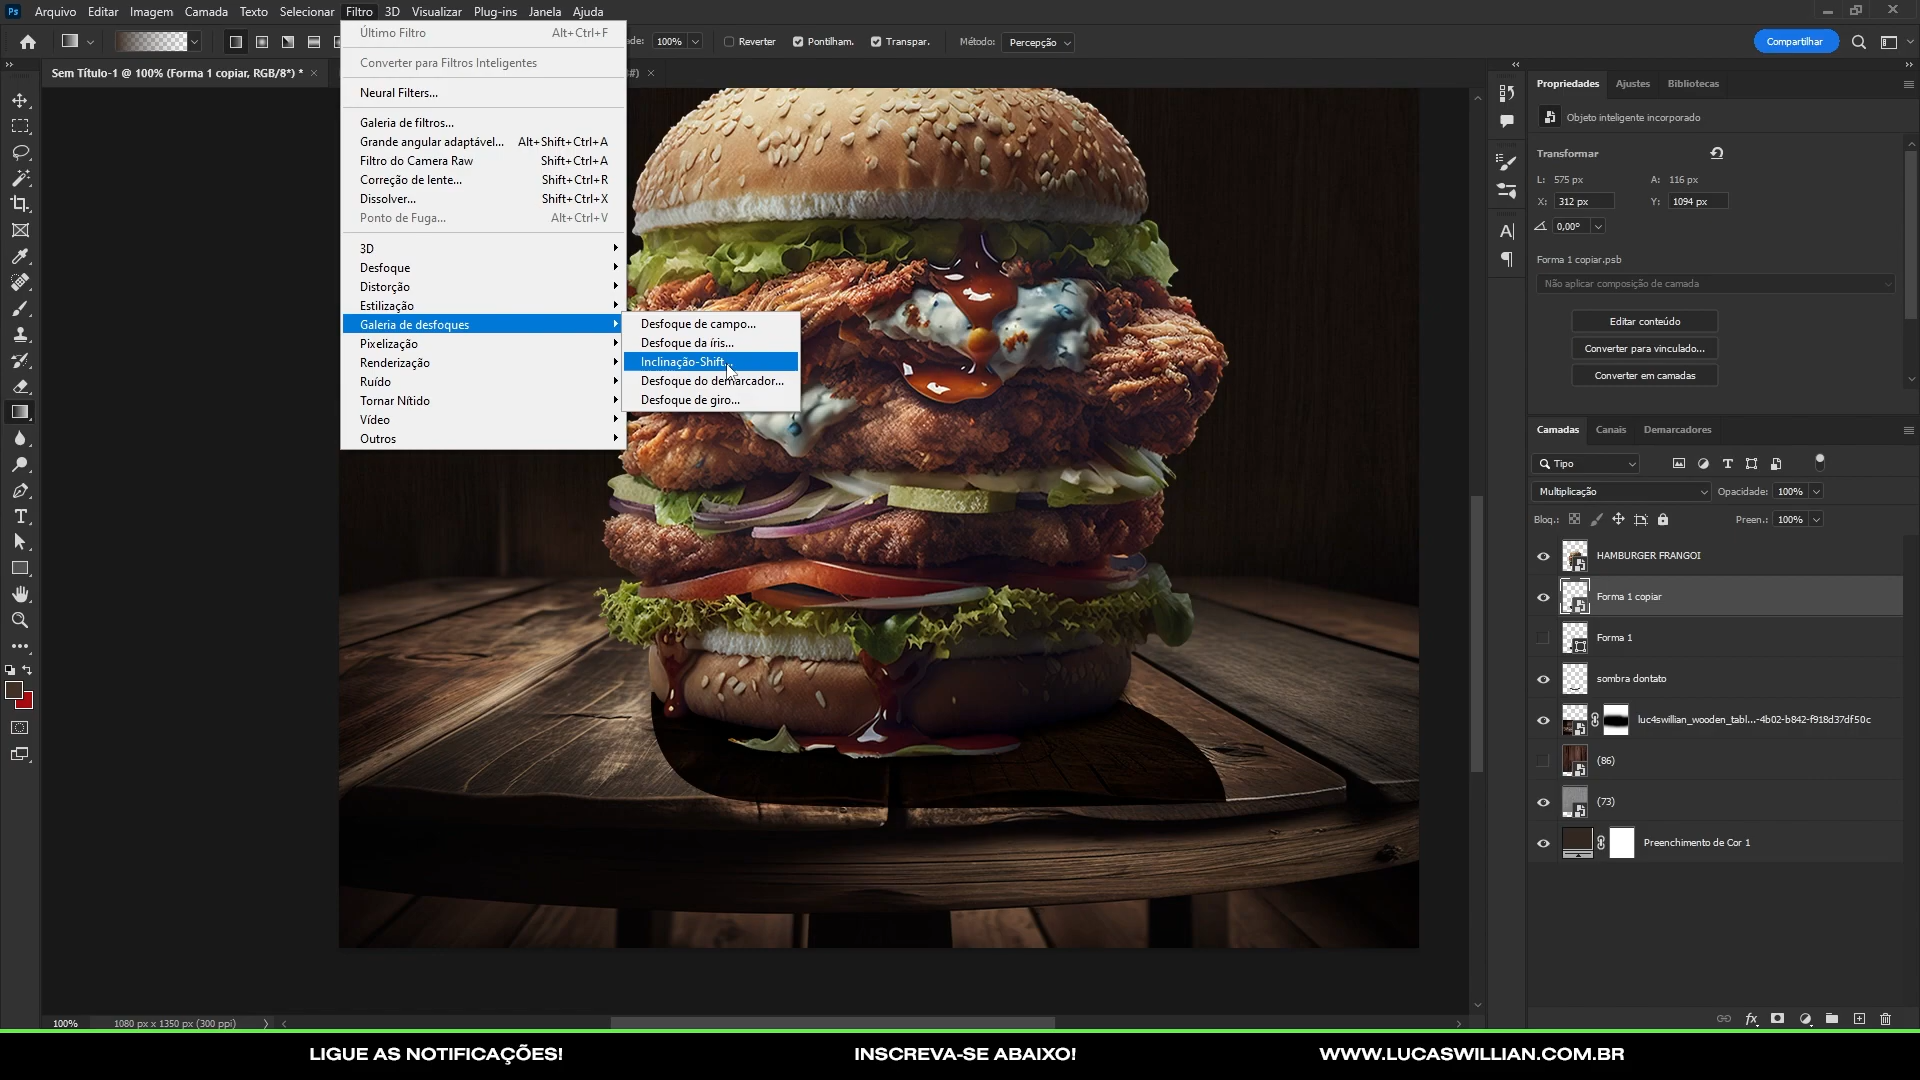 Ps Arquivo Editar Imagem Camada Texto Selecionar Filtro 3D Visualizar Plug-ins Janela Ajuda
100% Reverter Pontilham. Transpar. Método: Percepção Compartilhar
Sem Título-1 @ 100% (Forma 1 copiar, RGB/8*) *
Último Filtro Alt+Ctrl+F
Converter para Filtros Inteligentes
Neural Filters...
Galeria de filtros...
Grande angular adaptável... Alt+Shift+Ctrl+A
Filtro do Camera Raw Shift+Ctrl+A
Correção de lente... Shift+Ctrl+R
Dissolver... Shift+Ctrl+X
Ponto de Fuga... Alt+Ctrl+V
3D
Desfoque
Distorção
Estilização
Galeria de desfoques
Pixelização
Renderização
Ruído
Tornar Nítido
Vídeo
Outros
Desfoque de campo...
Desfoque da íris...
Inclinação-Shift...
Desfoque do demarcador...
Desfoque de giro...
Propriedades Ajustes Bibliotecas
Objeto inteligente incorporado
Transformar
L: 575 px A: 116 px
X: 312 px Y: 1094 px
0,00º
Forma 1 copiar.psb
Não aplicar composição de camada
Editar conteúdo
Converter para vinculado...
Converter em camadas
Camadas Canais Demarcadores
Tipo
Multiplicação Opacidade: 100%
Bloq.: Preen.: 100%
HAMBURGER FRANGOI
Forma 1 copiar
Forma 1
sombra dontato
luc4swillian_wooden_tabl...-4b02-b842-f918d37df50c
(86)
(73)
Preenchimento de Cor 1
100% 1080 px x 1350 px (300 ppi)
LIGUE AS NOTIFICAÇÕES! INSCREVA-SE ABAIXO! WWW.LUCASWILLIAN.COM.BR